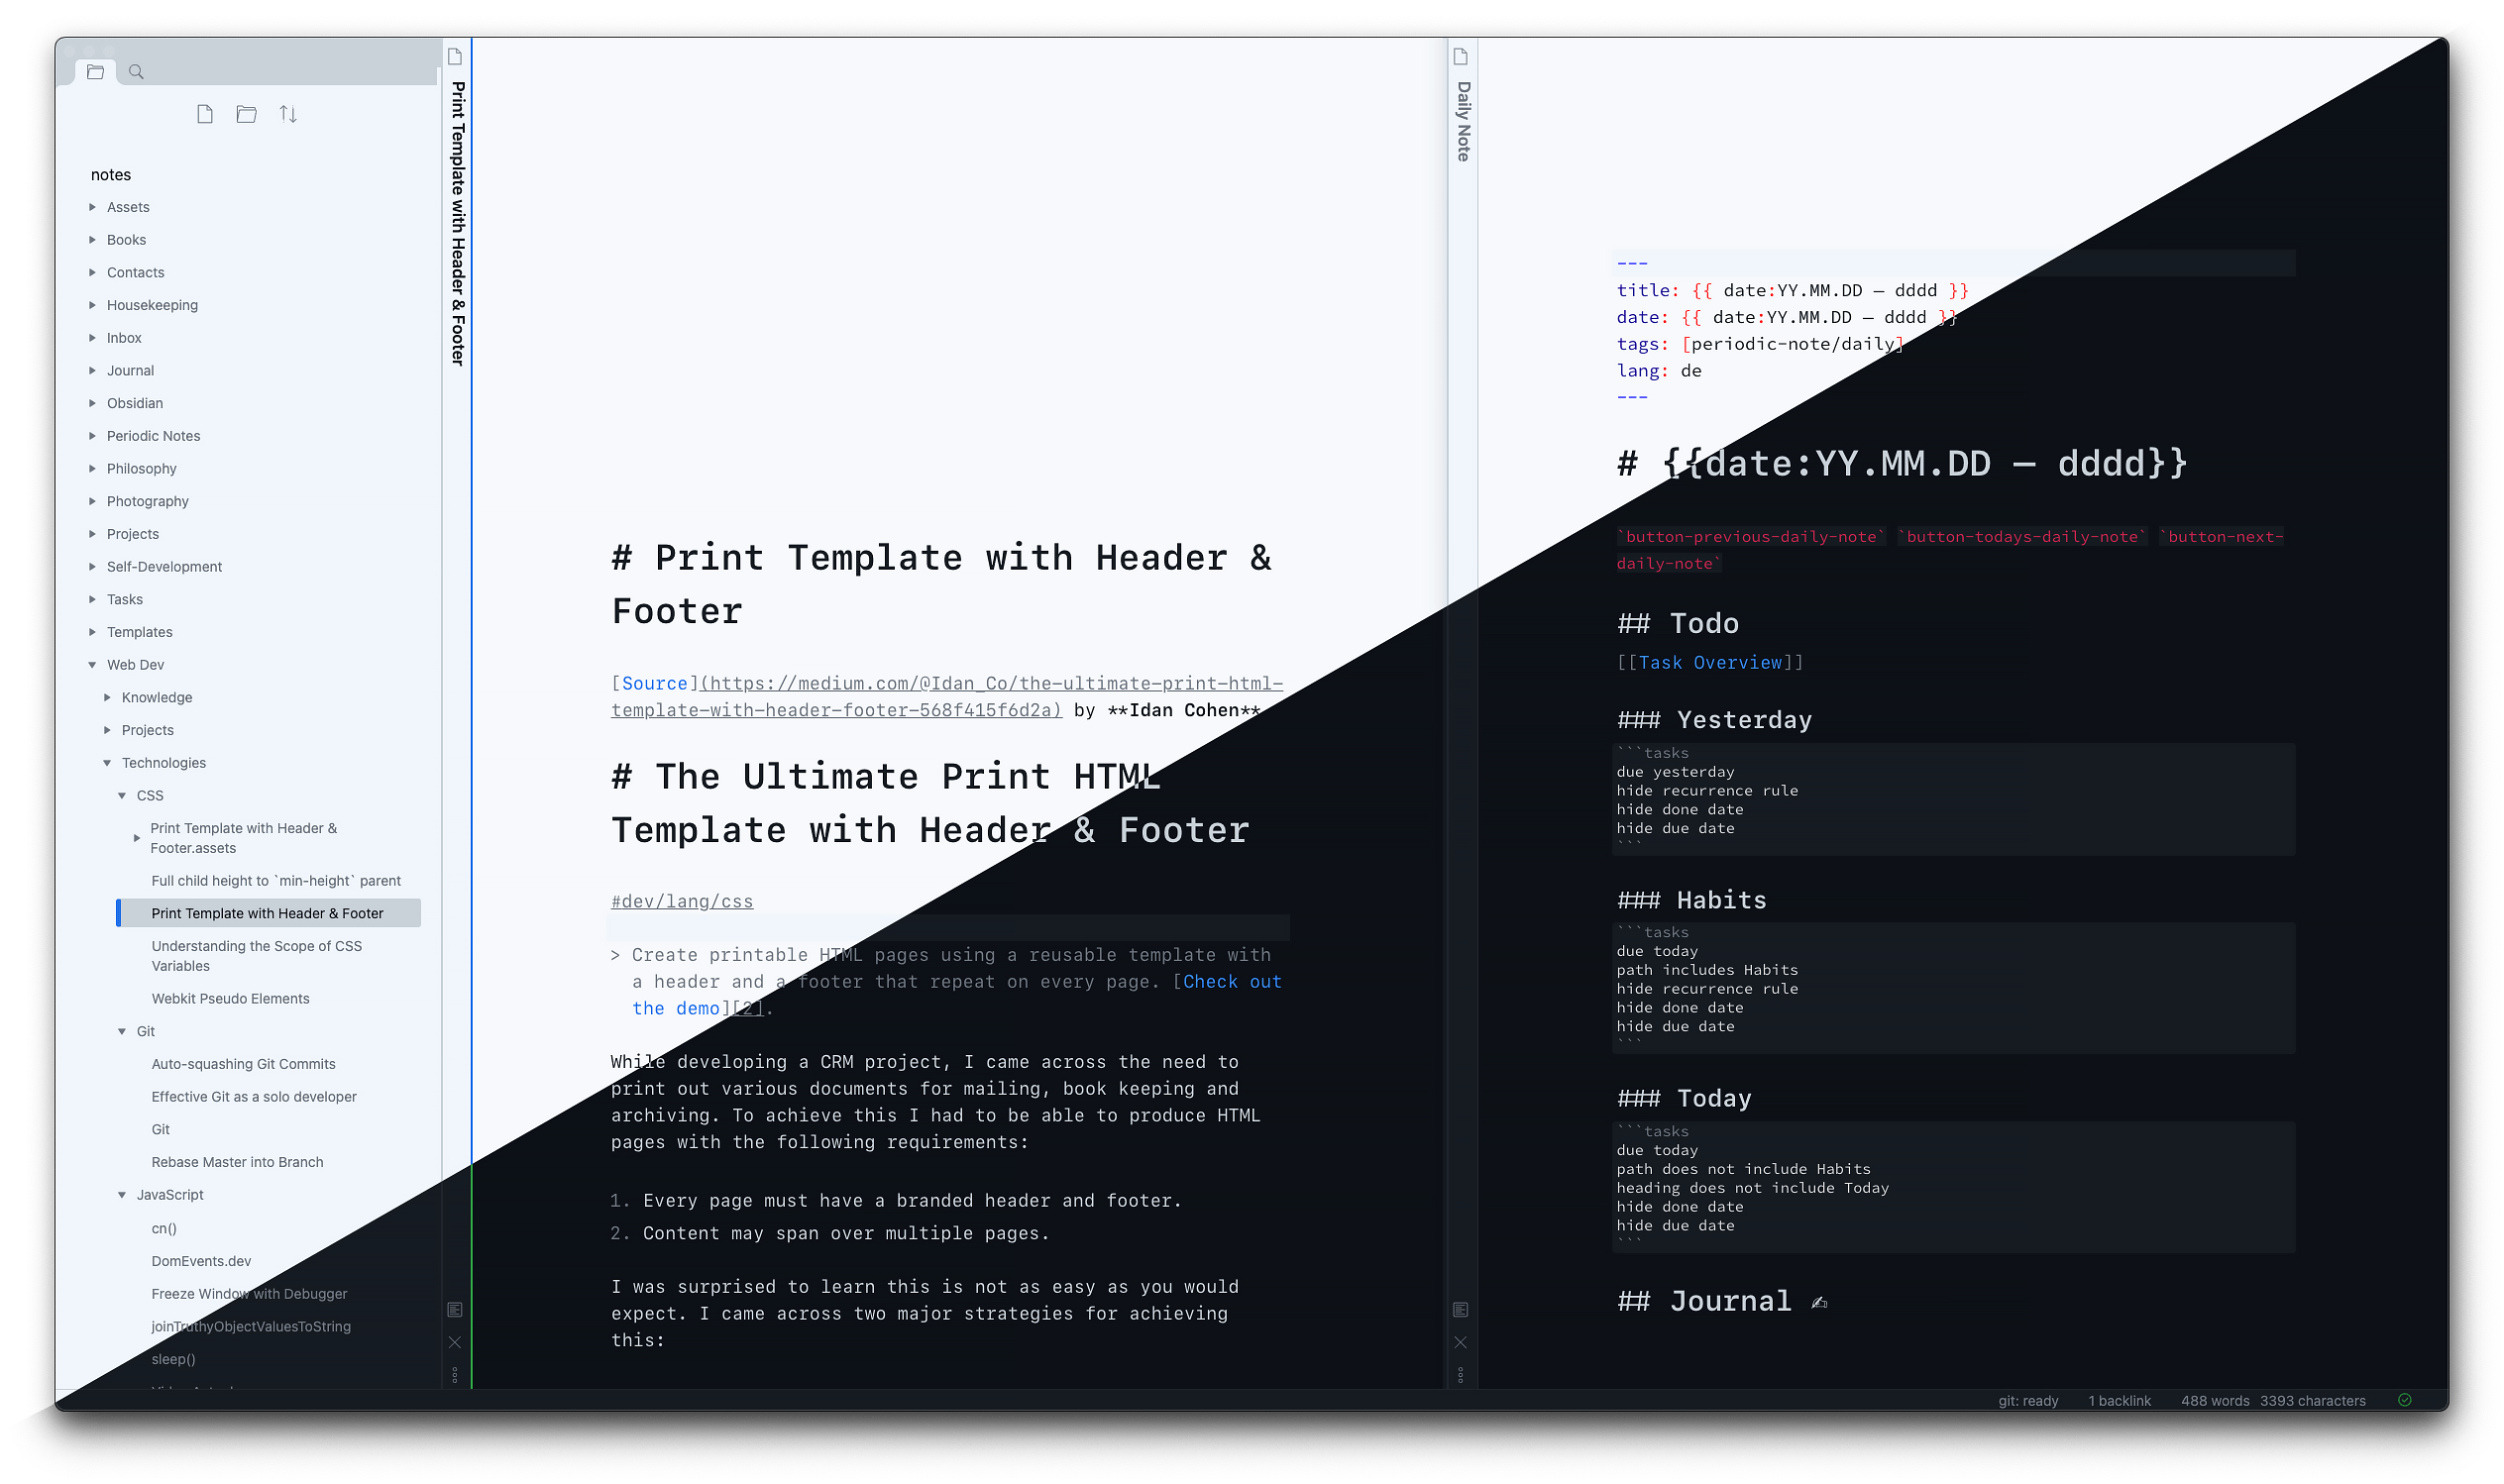 notes
Assets
Books
Contacts
Housekeeping
Inbox
Journal
Obsidian
Periodic Notes
Philosophy
Photography
Projects
Self-Development
Tasks
Templates
Web Dev
Knowledge
Projects
Technologies
CSS
Print Template with Header &
Footer.assets
Full child height to `min-height` parent
Print Template with Header & Footer
Understanding the Scope of CSS
Variables
Webkit Pseudo Elements
Git
Auto-squashing Git Commits
Effective Git as a solo developer
Git
Rebase Master into Branch
JavaScript
cn()
DomEvents.dev
Freeze Window with Debugger
joinTruthyObjectValuesToString
sleep()
Print Template with Header & Footer
# Print Template with Header &
Footer
[Source](https://medium.com/@Idan_Co/the-ultimate-print-html-
template-with-header-footer-568f415f6d2a) by **Idan Cohen**
# The Ultimate Print HTML
Template with Header & Footer
#dev/lang/css
> Create printable HTML pages using a reusable template with
a header and a footer that repeat on every page. [Check out
the demo][2].
While developing a CRM project, I came across the need to
print out various documents for mailing, book keeping and
archiving. To achieve this I had to be able to produce HTML
pages with the following requirements:
1. Every page must have a branded header and footer.
2. Content may span over multiple pages.
I was surprised to learn this is not as easy as you would
expect. I came across two major strategies for achieving
this:
Daily Note
---
title: {{ date:YY.MM.DD – dddd }}
date: {{ date:YY.MM.DD – dddd }}
tags: [periodic-note/daily]
lang: de
---
# {{date:YY.MM.DD – dddd}}
`button-previous-daily-note` `button-todays-daily-note` `button-next-
daily-note`
## Todo
[[Task Overview]]
### Yesterday
```tasks
due yesterday
hide recurrence rule
hide done date
hide due date
```
### Habits
```tasks
due today
path includes Habits
hide recurrence rule
hide done date
hide due date
```
### Today
```tasks
due today
path does not include Habits
heading does not include Today
hide done date
hide due date
```
## Journal ✍
git: ready 1 backlink 488 words 3393 characters